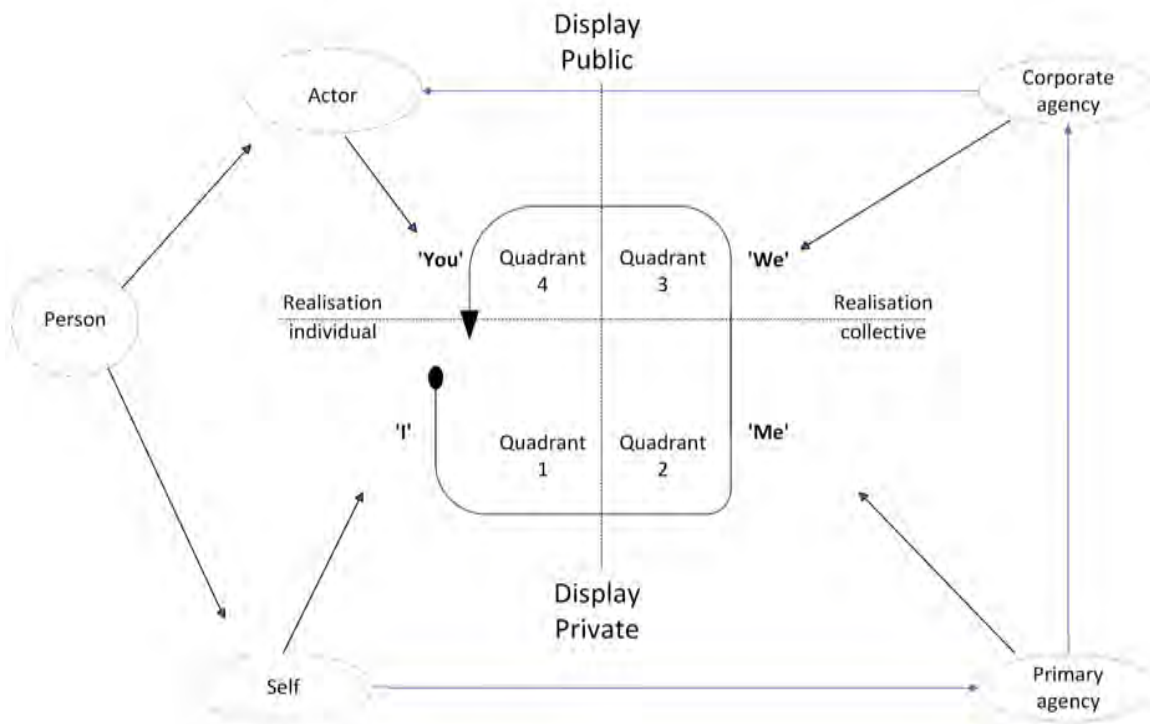 Display
Public
Actor
Corporate
agency
'You'
Quadrant
4
Quadrant
3
'We'
Person
Realisation
individual
Realisation
collective
'I'
Quadrant
1
Quadrant
2
'Me'
Display
Private
Self
Primary
agency